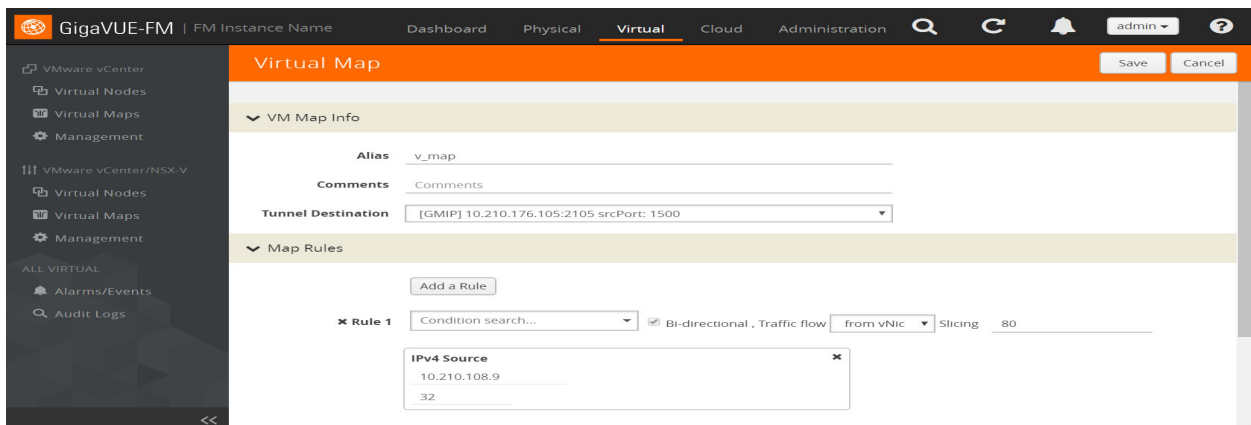 GigaVUE-FM | FM Instance Name Dashboard Physical Virtual Cloud Administration admin
VMware vCenter
Virtual Nodes
Virtual Maps
Management
VMware vCenter/NSX-V
Virtual Nodes
Virtual Maps
Management
ALL VIRTUAL
Alarms/Events
Audit Logs
<<
Virtual Map Save Cancel
VM Map Info
Alias v_map
Comments Comments
Tunnel Destination [GMIP] 10.210.176.105:2105 srcPort: 1500
Map Rules
Add a Rule
Rule 1 Condition search... Bi-directional , Traffic flow from vNic Slicing 80
IPv4 Source
10.210.108.9
32